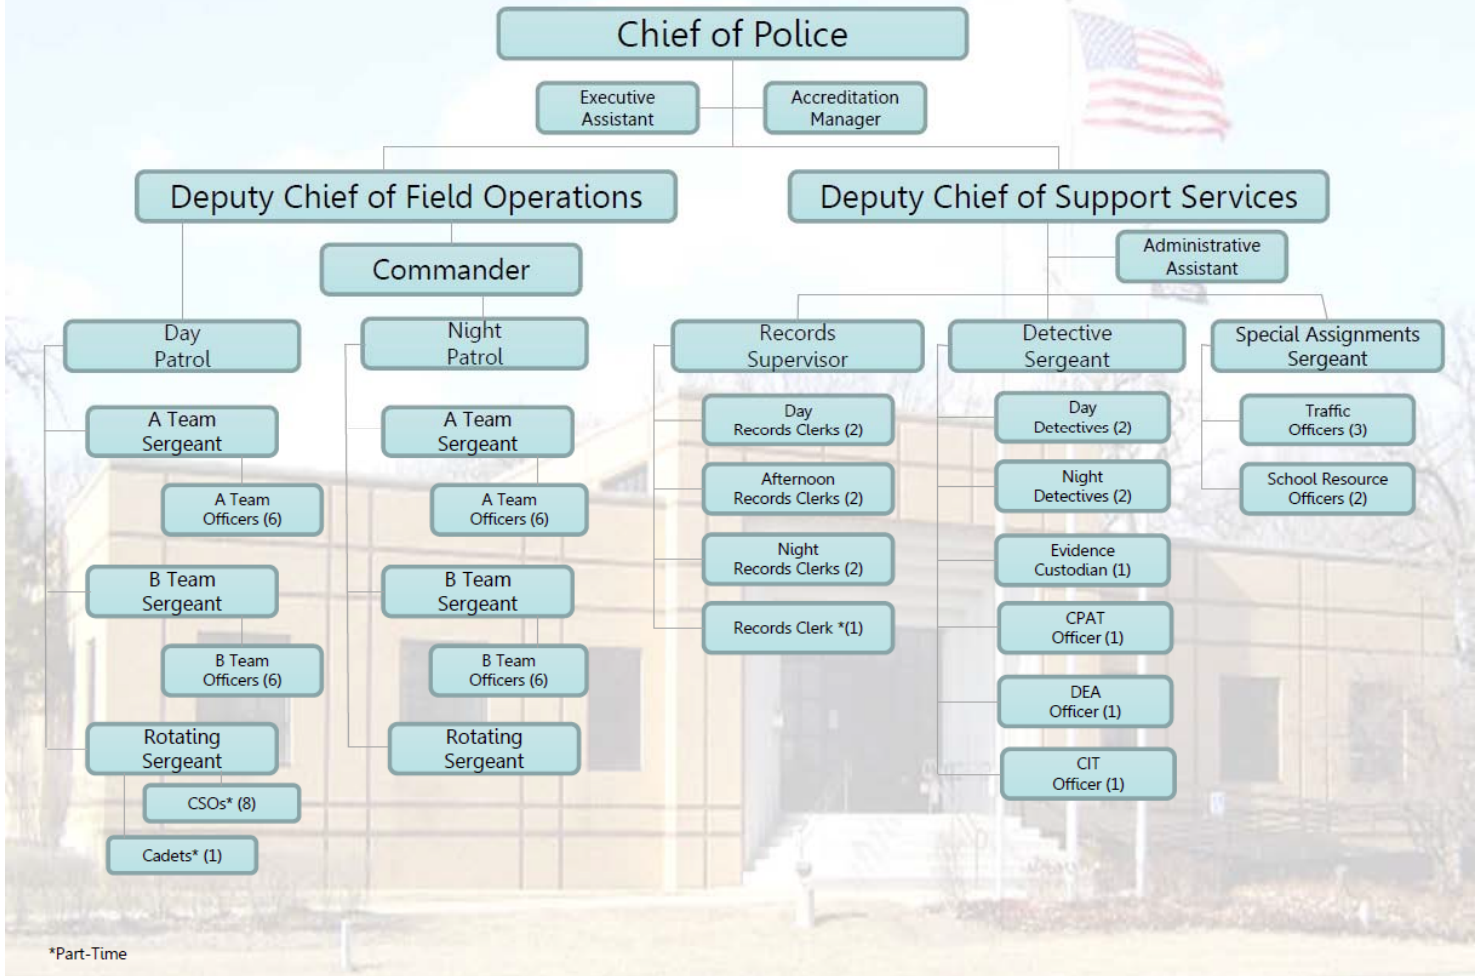 Chief of Police
Executive
Assistant
Accreditation
Manager
Deputy Chief of Field Operations
Deputy Chief of Support Services
Commander
Administrative
Assistant
Day
Patrol
Night
Patrol
Records
Supervisor
Detective
Sergeant
Special Assignments
Sergeant
A Team
Sergeant
A Team
Officers (6)
B Team
Sergeant
B Team
Officers (6)
Rotating
Sergeant
CSOs* (8)
Cadets* (1)
A Team
Sergeant
A Team
Officers (6)
B Team
Sergeant
B Team
Officers (6)
Rotating
Sergeant
Day
Records Clerks (2)
Afternoon
Records Clerks (2)
Night
Records Clerks (2)
Records Clerk *(1)
Day
Detectives (2)
Night
Detectives (2)
Evidence
Custodian (1)
CPAT
Officer (1)
DEA
Officer (1)
CIT
Officer (1)
Traffic
Officers (3)
School Resource
Officers (2)
*Part-Time